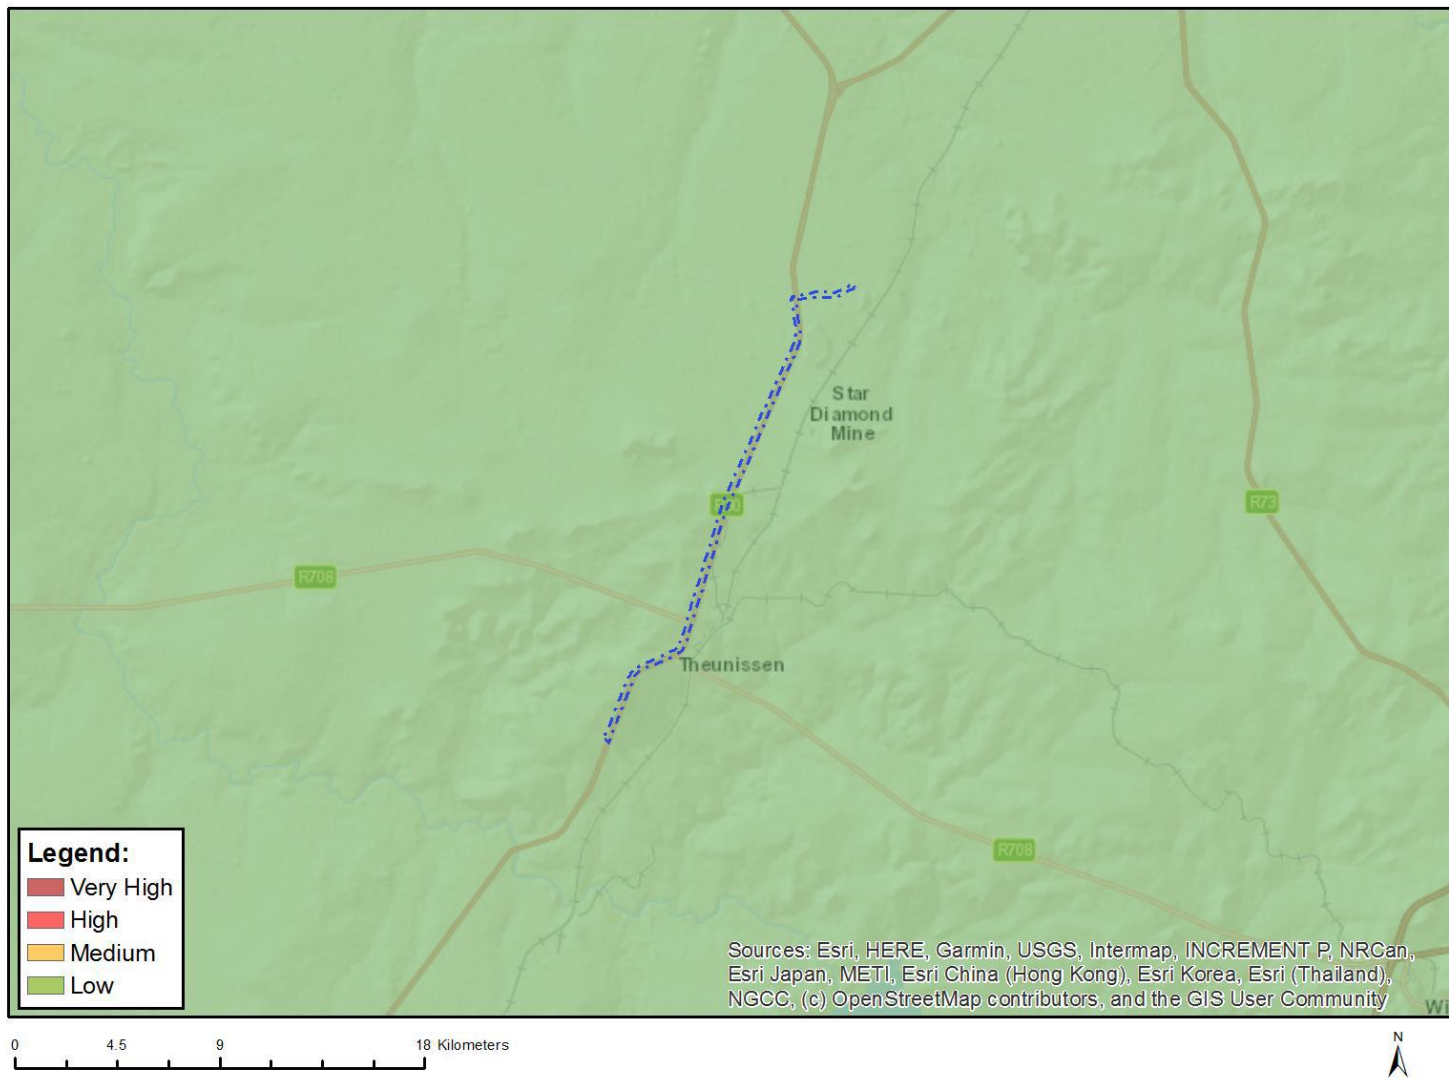 Star
Diamond
Mine
R73
R708
Theunissen
R708
Legend:
Very High
High
Medium
Low
Sources: Esri, HERE, Garmin, USGS, Intermap, INCREMENT P, NRCan,
Esri Japan, METI, Esri China (Hong Kong), Esri Korea, Esri (Thailand),
NGCC, (c) OpenStreetMap contributors, and the GIS User Community
Wi
0 4.5 9 18 Kilometers
N